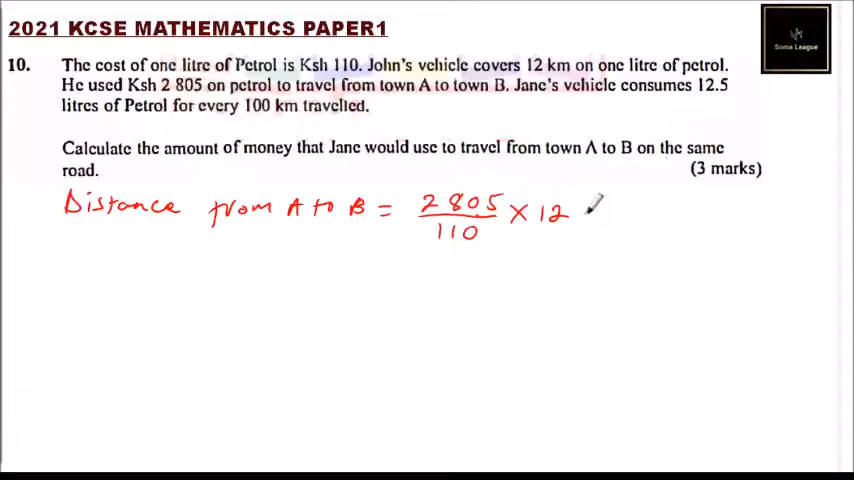 2021 KCSE MATHEMATICS PAPER1
Soma League
10. The cost of one litre of Petrol is Ksh 110. John's vehicle covers 12 km on one litre of petrol.
He used Ksh 2 805 on petrol to travel from town A to town B. Jane's vehicle consumes 12.5
litres of Petrol for every 100 km travelled.
Calculate the amount of money that Jane would use to travel from town A to B on the same
road. (3 marks)
Distance from A to B = 2805/110 × 12